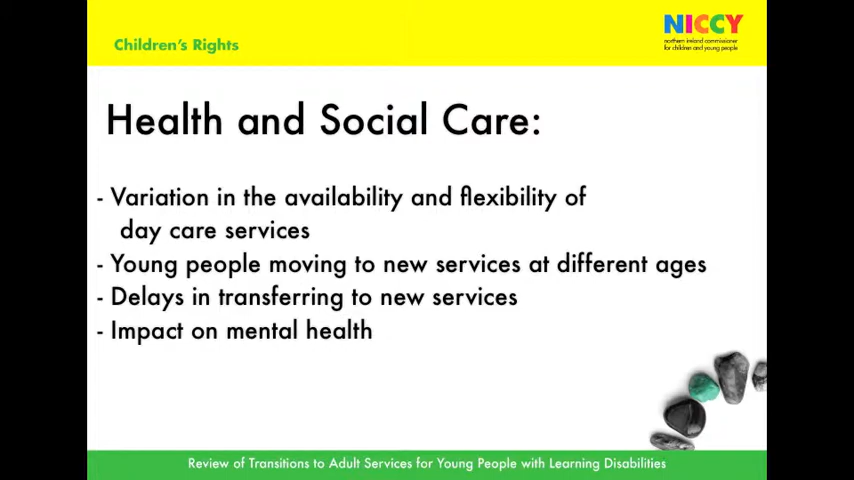 Children's Rights
NICCY
northern ireland commissioner
for children and young people
Health and Social Care:
- Variation in the availability and flexibility of
day care services
- Young people moving to new services at different ages
- Delays in transferring to new services
- Impact on mental health
Review of Transitions to Adult Services for Young People with Learning Disabilities